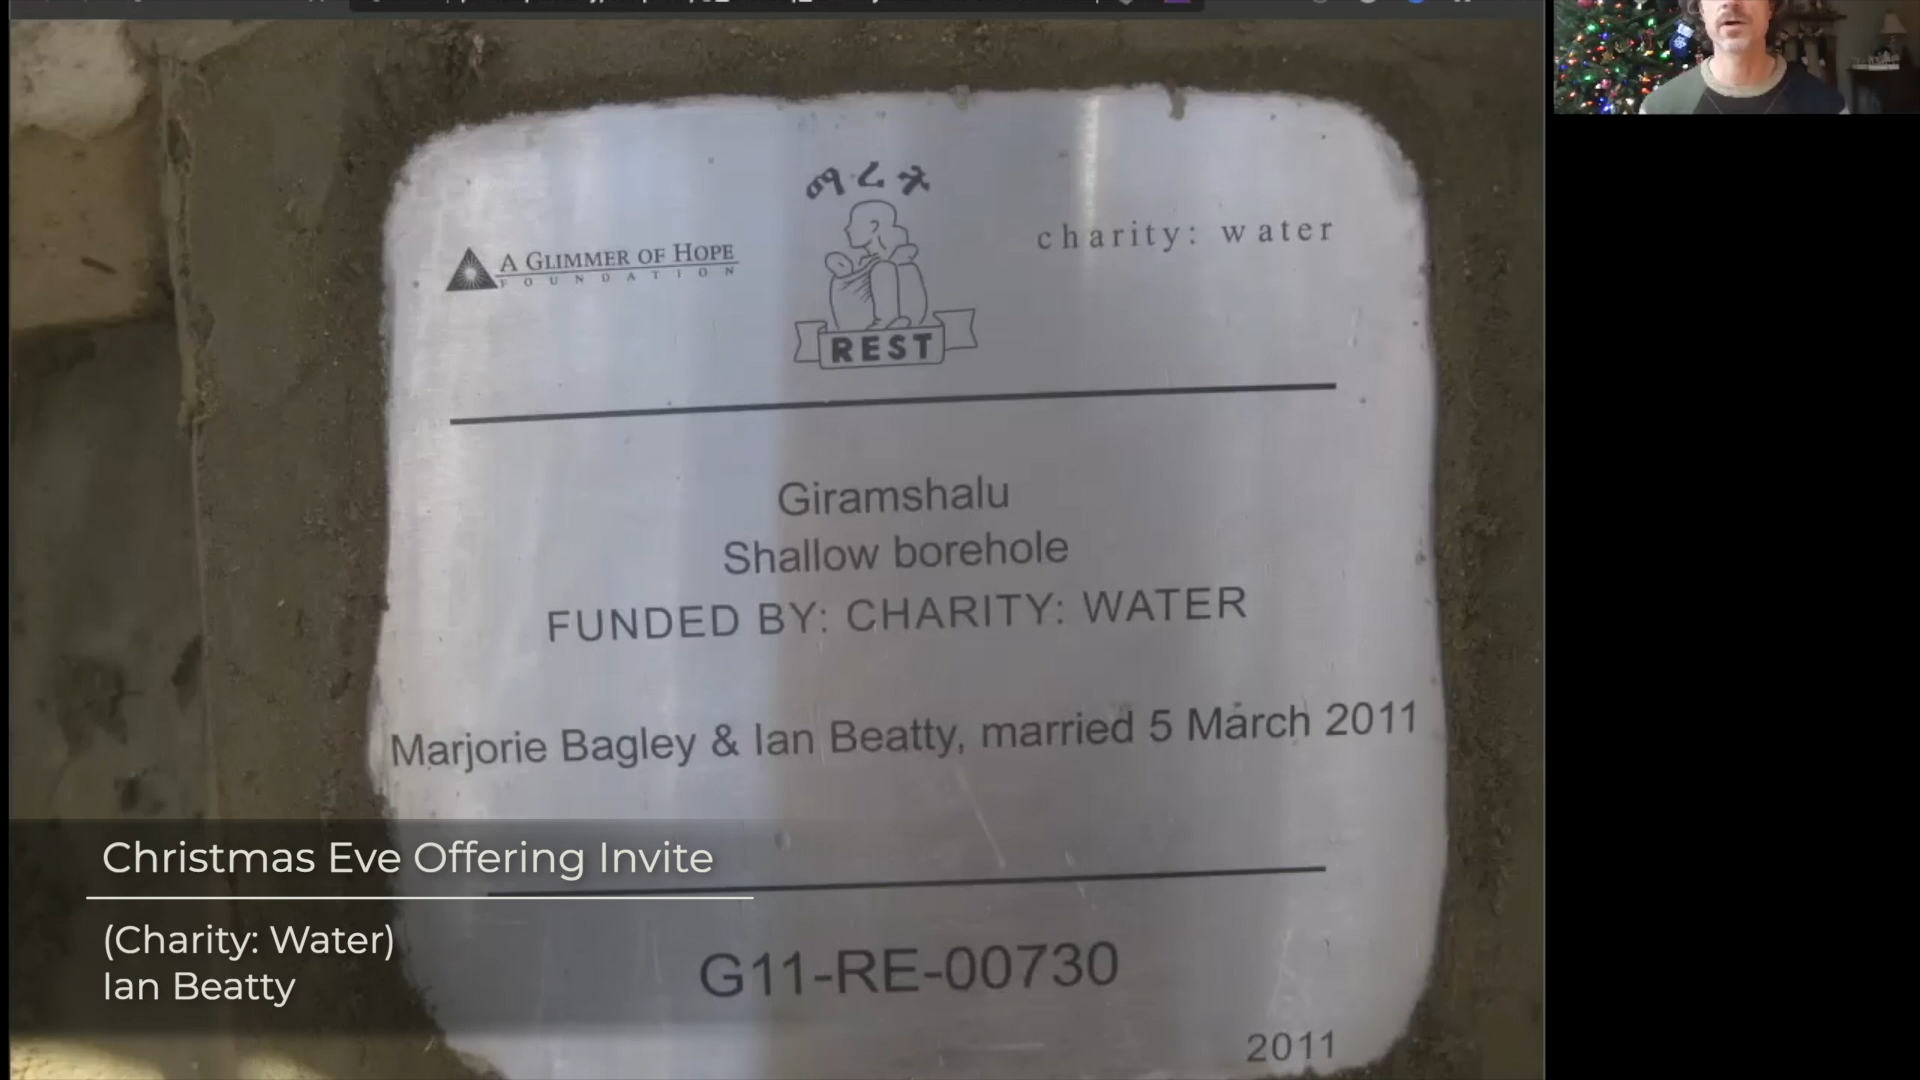 ማረት
A GLIMMER OF HOPE
FOUNDATION
charity: water
REST
Giramshalu
Shallow borehole
FUNDED BY: CHARITY: WATER
Marjorie Bagley & Ian Beatty, married 5 March 2011
G11-RE-00730
2011
Christmas Eve Offering Invite
(Charity: Water)
Ian Beatty